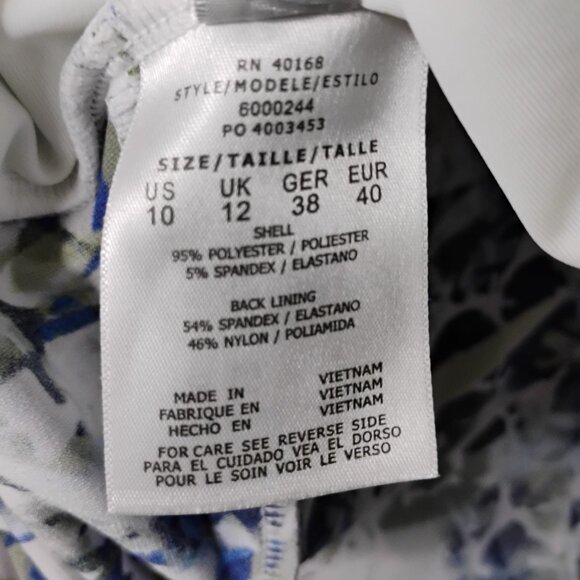 RN 40168
STYLE/MODELE/ESTILO
6000244
PO 4003453
SIZE/TAILLE/TALLE
US UK GER EUR
10 12 38 40
SHELL
95% POLYESTER / POLIESTER
5% SPANDEX / ELASTANO
BACK LINING
54% SPANDEX / ELASTANO
46% NYLON / POLIAMIDA
MADE IN VIETNAM
FABRIQUE EN VIETNAM
HECHO EN VIETNAM
FOR CARE SEE REVERSE SIDE
PARA EL CUIDADO VEA EL DORSO
POUR LE SOIN VOIR LE VERSO